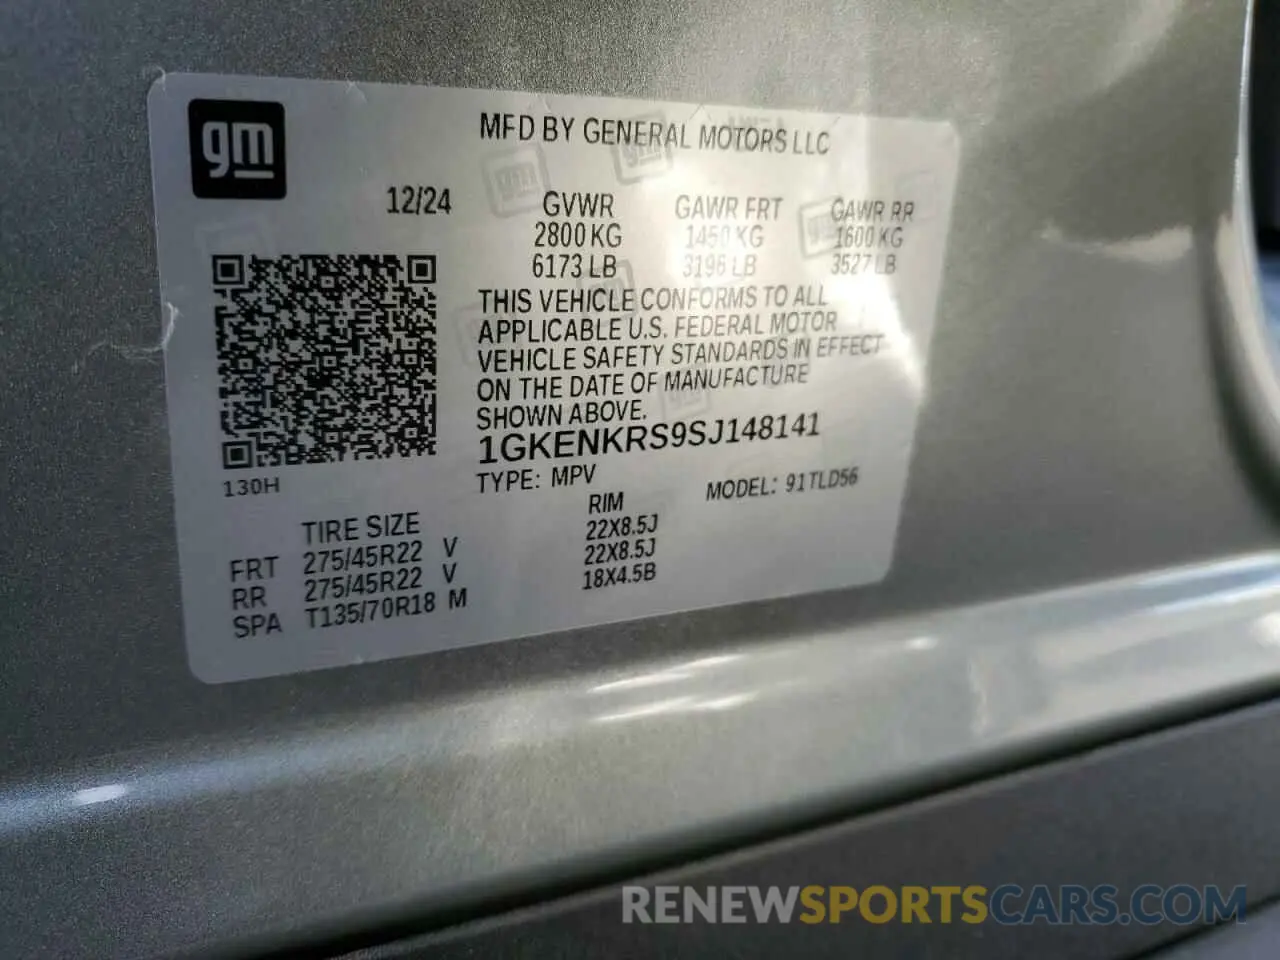 gm
MFD BY GENERAL MOTORS LLC
12/24
GVWR GAWR FRT GAWR RR
2800 KG 1450 KG 1600 KG
6173 LB 3196 LB 3527 LB
THIS VEHICLE CONFORMS TO ALL
APPLICABLE U.S. FEDERAL MOTOR
VEHICLE SAFETY STANDARDS IN EFFECT
ON THE DATE OF MANUFACTURE
SHOWN ABOVE.
1GKENKRS9SJ148141
130H
TYPE: MPV MODEL: 91TLD56
TIRE SIZE RIM
FRT 275/45R22 V 22X8.5J
RR 275/45R22 V 22X8.5J
SPA T135/70R18 M 18X4.5B
RENEWSPORTSCARS.COM